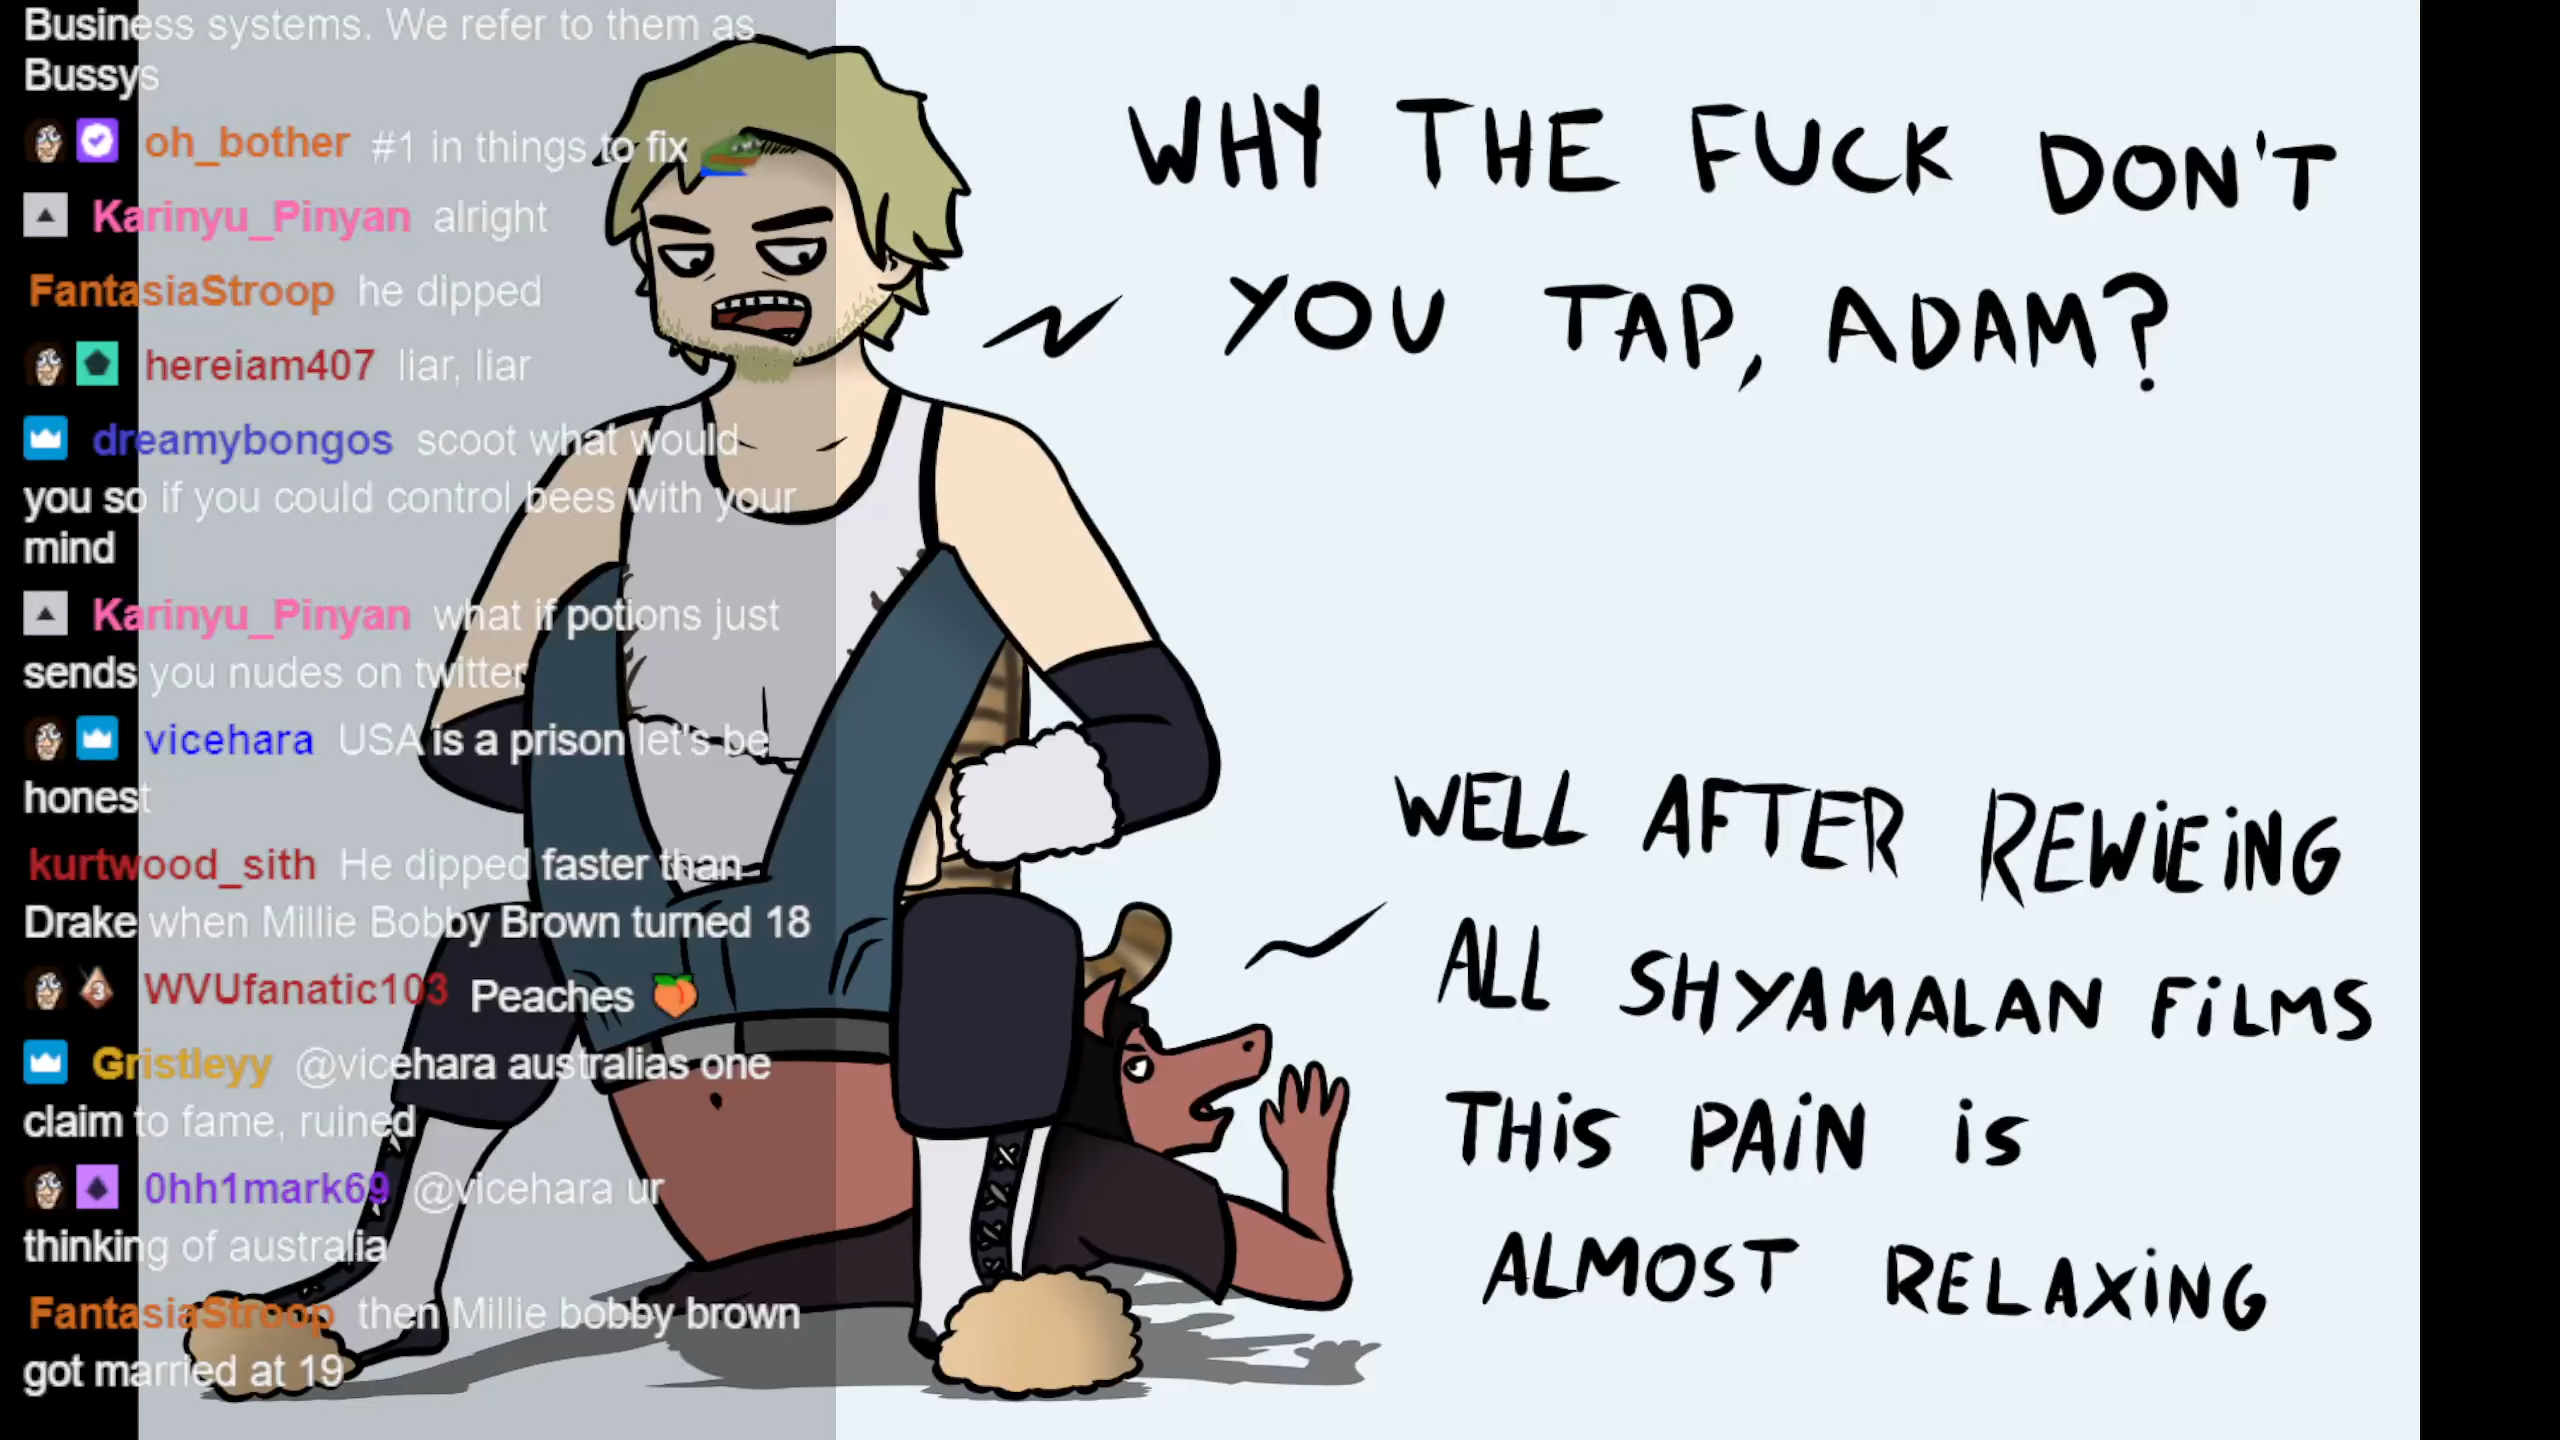 Business systems. We refer to them as
Bussys
oh_bother #1 in things to fix
Karinyu_Pinyan alright
FantasiaStroop he dipped
hereiam407 liar, liar
dreamybongos scoot what would
you so if you could control bees with your
mind
Karinyu_Pinyan what if potions just
sends you nudes on twitter
vicehara USA is a prison let's be
honest
kurtwood_sith He dipped faster than
Drake when Millie Bobby Brown turned 18
3
WVUfanatic103 Peaches 🍑
Gristleyy @vicehara australias one
claim to fame, ruined
0hh1mark69 @vicehara ur
thinking of australia
FantasiaStroop then Millie bobby brown
got married at 19
WHY THE FUCK DON'T
YOU TAP, ADAM?
WELL AFTER REWiEiNG
ALL SHYAMALAN FiLMS
THiS PAiN iS
ALMOST RELAXiNG